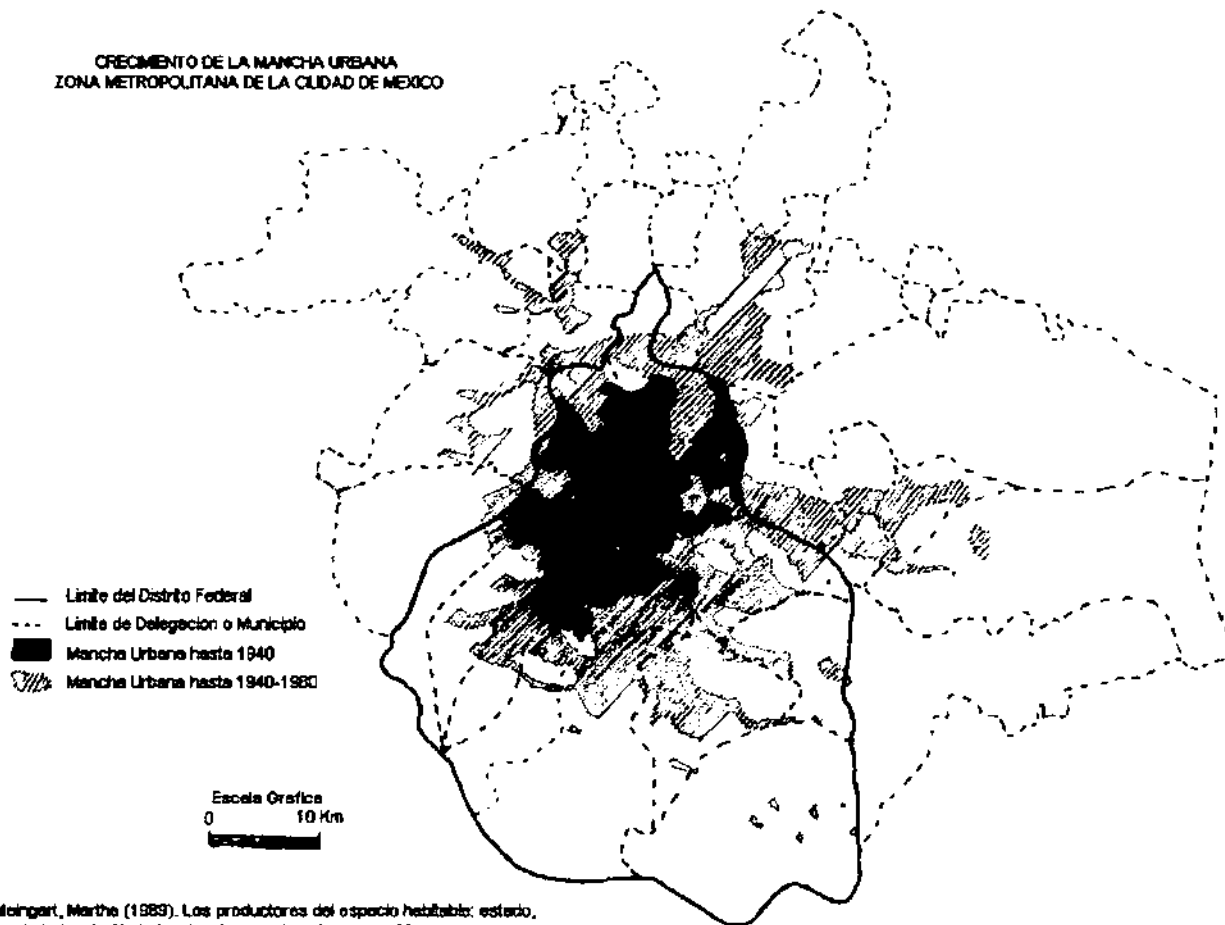 CRECIMIENTO DE LA MANCHA URBANA
ZONA METROPOLITANA DE LA CIUDAD DE MEXICO
Limite del Distrito Federal
Limite de Delegacion o Municipio
Mancha Urbana hasta 1940
Mancha Urbana hasta 1940-1980
Escala Grafica
0 10 Km
Martha (1989). Los productores del espacio habitable: estado,